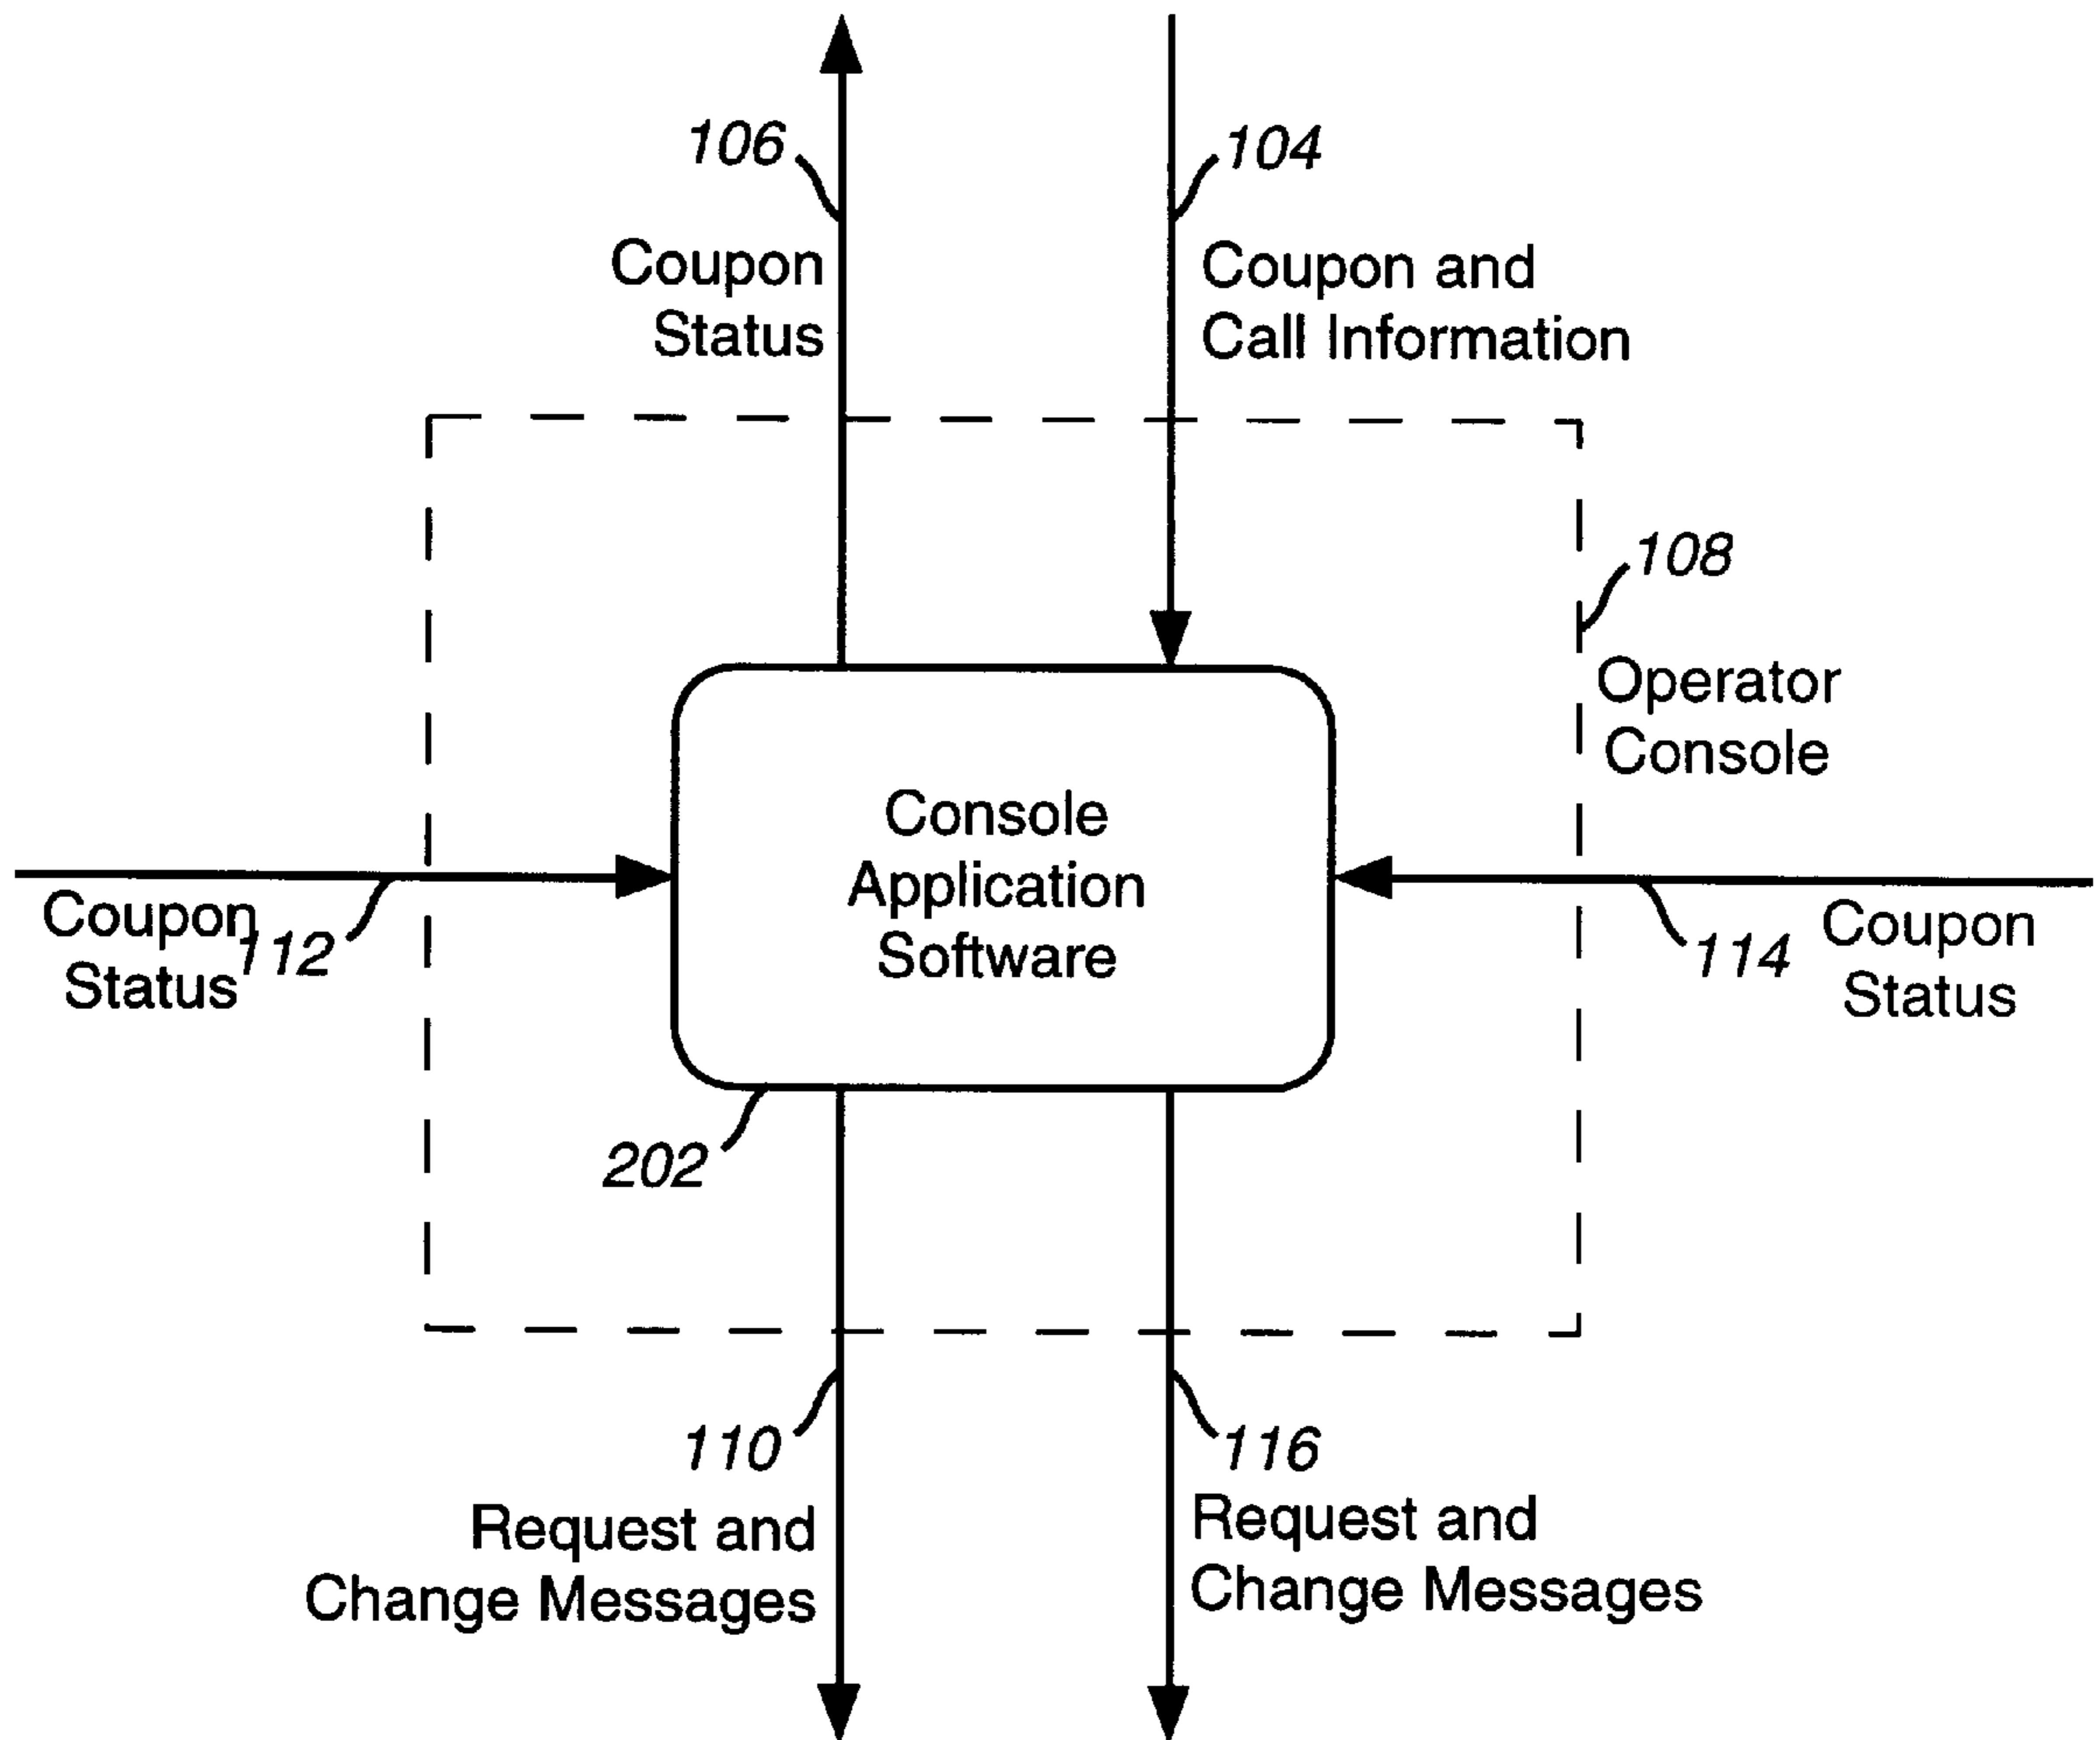 106
104
Coupon
Status
Coupon and
Call Information
108
Operator
Console
Console
Application
Software
Coupon
Status
112
114
Coupon
Status
202
110
116
Request and
Change Messages
Request and
Change Messages